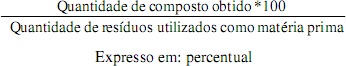 Quantidade de composto obtido *100
Quantidade de resíduos utilizados como matéria prima
Expresso em: percentual